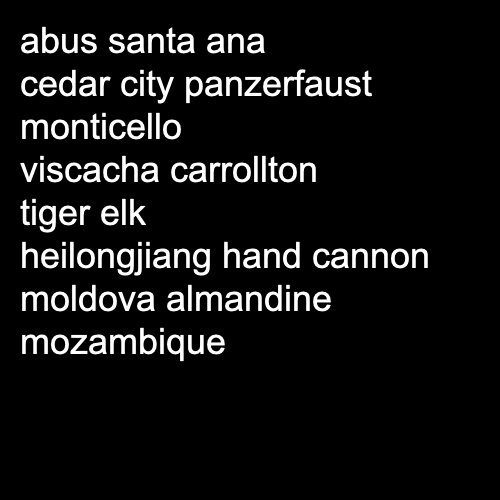 abus santa ana
cedar city panzerfaust
monticello
viscacha carrollton
tiger elk
heilongjiang hand cannon
moldova almandine
mozambique